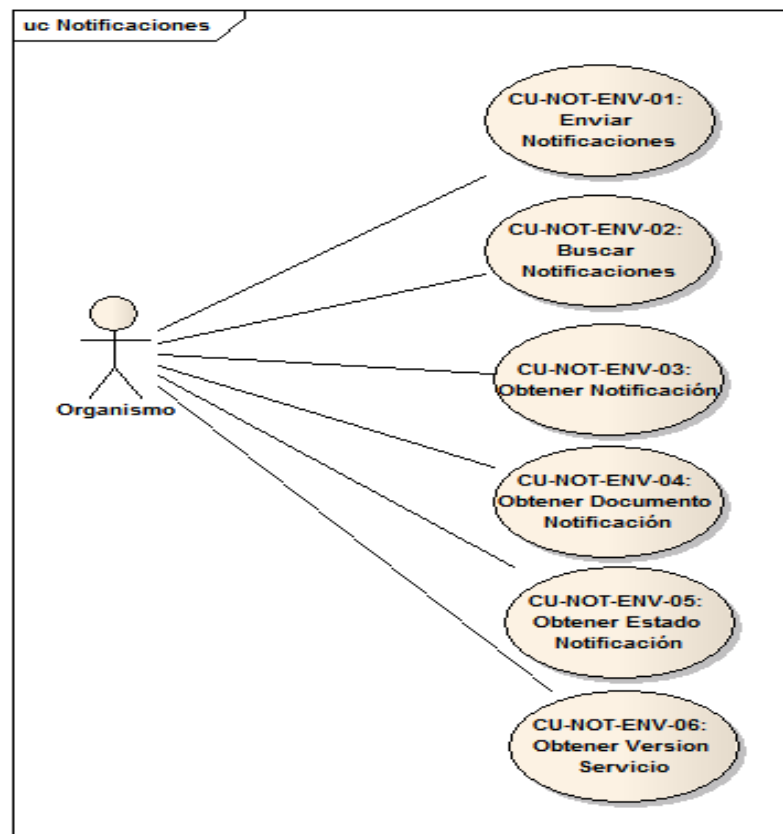 uc Notificaciones
CU-NOT-ENV-01:
Enviar
Notificaciones
CU-NOT-ENV-02:
Buscar
Notificaciones
CU-NOT-ENV-03:
Obtener Notificación
Organismo
CU-NOT-ENV-04:
Obtener Documento
Notificación
CU-NOT-ENV-05:
Obtener Estado
Notificación
CU-NOT-ENV-06:
Obtener Version
Servicio